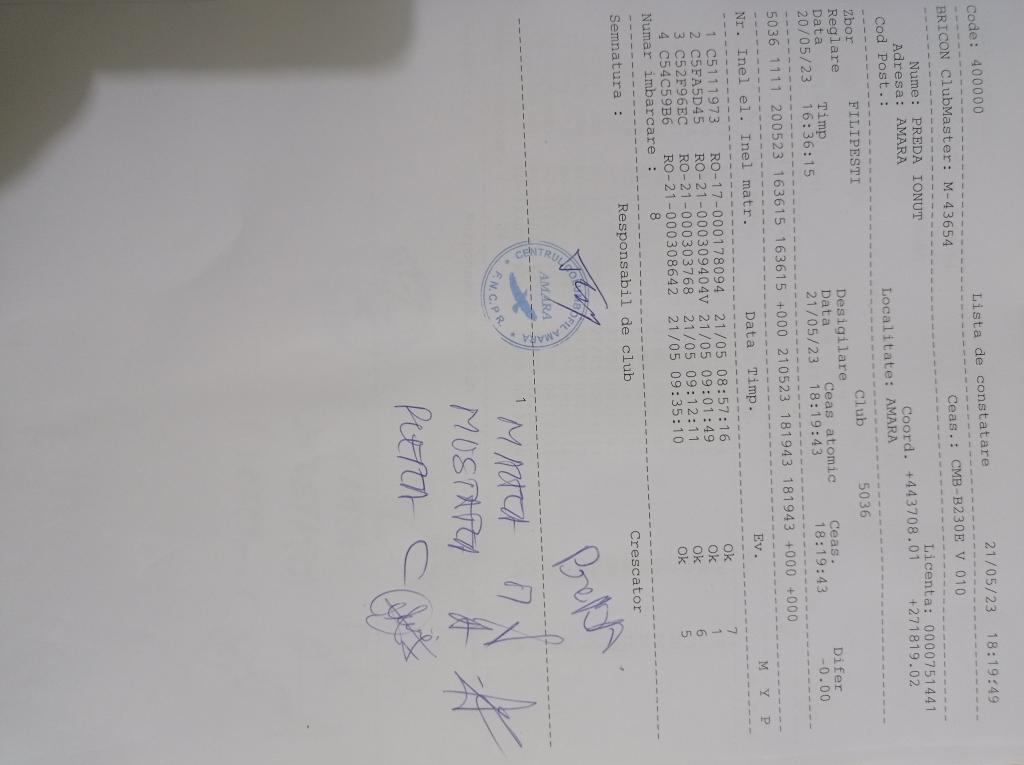 Code: 400000 Lista de constatare 21/05/23 18:19:49
BRICON ClubMaster: M-43654 Ceas.: CMB-B230E V 010
Licenta: 0000751441
Nume: PREDA IONUT Coord. +443708.01 +271819.02
Adresa: AMARA Localitate: AMARA
Cod Post.:
Zbor FILIPESTI Club 5036
Reglare Desigilare Difer
Data Timp Data Ceas atomic Ceas.
20/05/23 16:36:15 21/05/23 18:19:43 18:19:43 -0.00
5036 1111 200523 163615 163615 +000 210523 181943 181943 +000 +000
Nr. Inel el. Inel matr. Data Timp. Ev. M Y P
1 C5111973 RO-17-000178094 21/05 08:57:16 Ok 7
2 C5FA5D45 RO-21-000309404V 21/05 09:01:49 Ok 1
3 C52F96EC RO-21-000303768 21/05 09:12:11 Ok 6
4 C54C59B6 RO-21-000308642 21/05 09:35:10 Ok 5
Numar imbarcare : 8
Semnatura : Responsabil de club Crescator
CENTRUL COLUMBOFIL AMARA
AMARA
F.N.C.P.R.
1
MUSTAFA